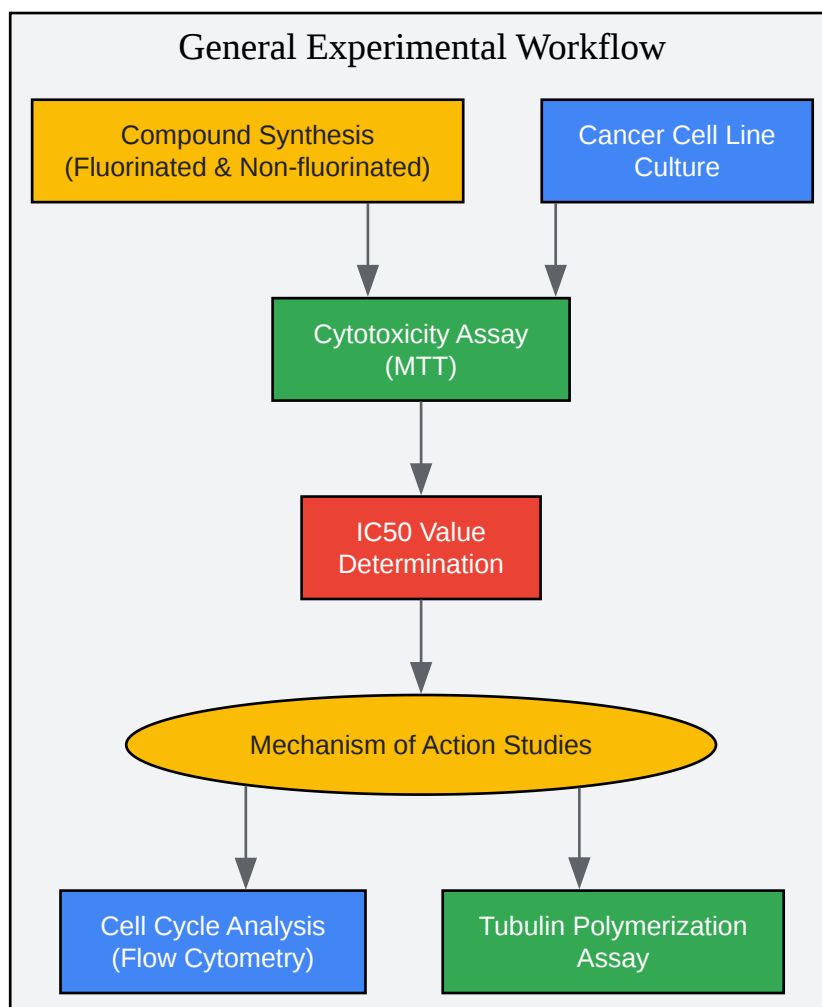 General Experimental Workflow
Compound Synthesis
(Fluorinated & Non-fluorinated)
Cancer Cell Line
Culture
Cytotoxicity Assay
(MTT)
IC50 Value
Determination
Mechanism of Action Studies
Cell Cycle Analysis
(Flow Cytometry)
Tubulin Polymerization
Assay